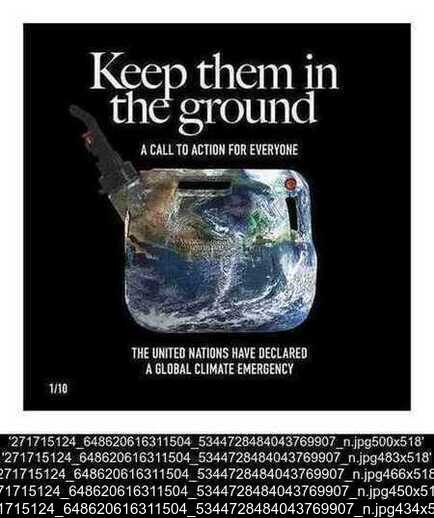 Keep them in
the ground
A CALL TO ACTION FOR EVERYONE
THE UNITED NATIONS HAVE DECLARED
A GLOBAL CLIMATE EMERGENCY
1/10
'271715124_648620616311504_5344728484043769907_n.jpg500x518'
'271715124_648620616311504_5344728484043769907_n.jpg483x518'
271715124_648620616311504_5344728484043769907_n.jpg466x518
71715124_648620616311504_5344728484043769907_n.jpg450x51
1715124_648620616311504_5344728484043769907_n.jpg434x5